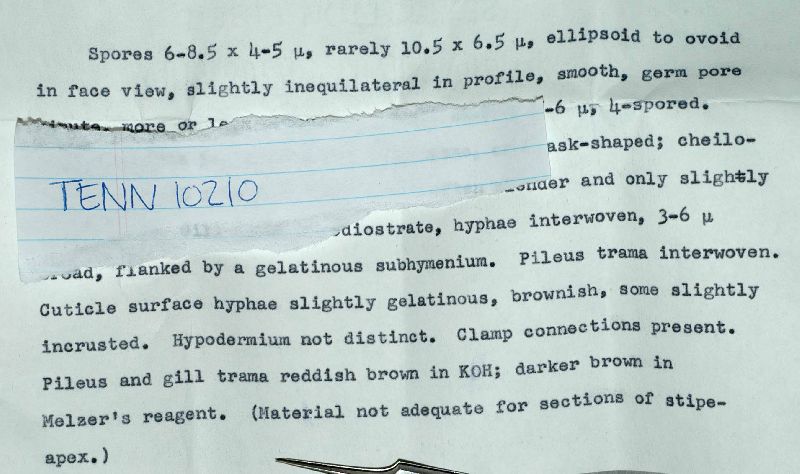 Spores 6-8.5 x 4-5 µ, rarely 10.5 x 6.5 µ, ellipsoid to ovoid
in face view, slightly inequilateral in profile, smooth, germ pore
more or
-6 µ, 4-spored.
ask-shaped; cheilo-
TENN 10210
and only slightly
diostrate, hyphae interwoven, 3-6 µ
flanked by a gelatinous subhymenium. Pileus trama interwoven.
Cuticle surface hyphae slightly gelatinous, brownish, some slightly
incrusted. Hypodermium not distinct. Clamp connections present.
Pileus and gill trama reddish brown in KOH; darker brown in
Melzer's reagent. (Material not adequate for sections of stipe-
apex.)